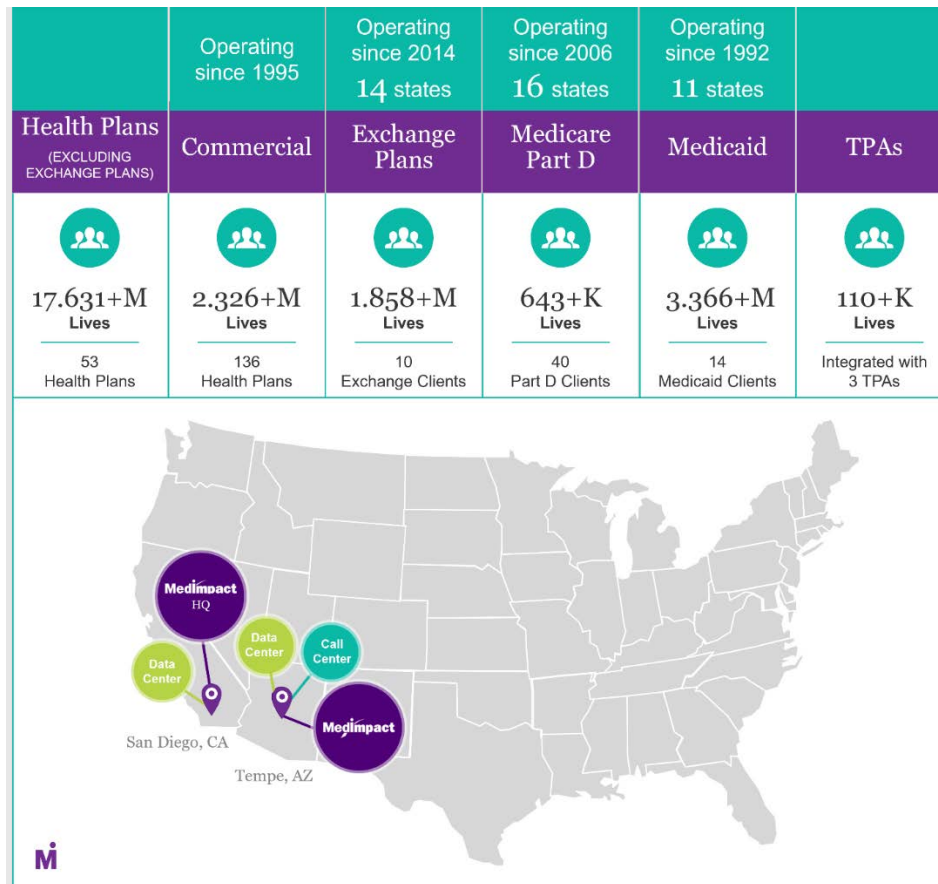 Operating
since 1995
Operating
since 2014
14 states
Operating
since 2006
16 states
Operating
since 1992
11 states
Health Plans
(EXCLUDING
EXCHANGE PLANS)
Commercial
Exchange
Plans
Medicare
Part D
Medicaid
TPAs
17.631+M
Lives
53
Health Plans
2.326+M
Lives
136
Health Plans
1.858+M
Lives
10
Exchange Clients
643+K
Lives
40
Part D Clients
3.366+M
Lives
14
Medicaid Clients
110+K
Lives
Integrated with
3 TPAs
MedImpact
HQ
Data
Center
Data
Center
Call
Center
MedImpact
San Diego, CA
Tempe, AZ
Mi